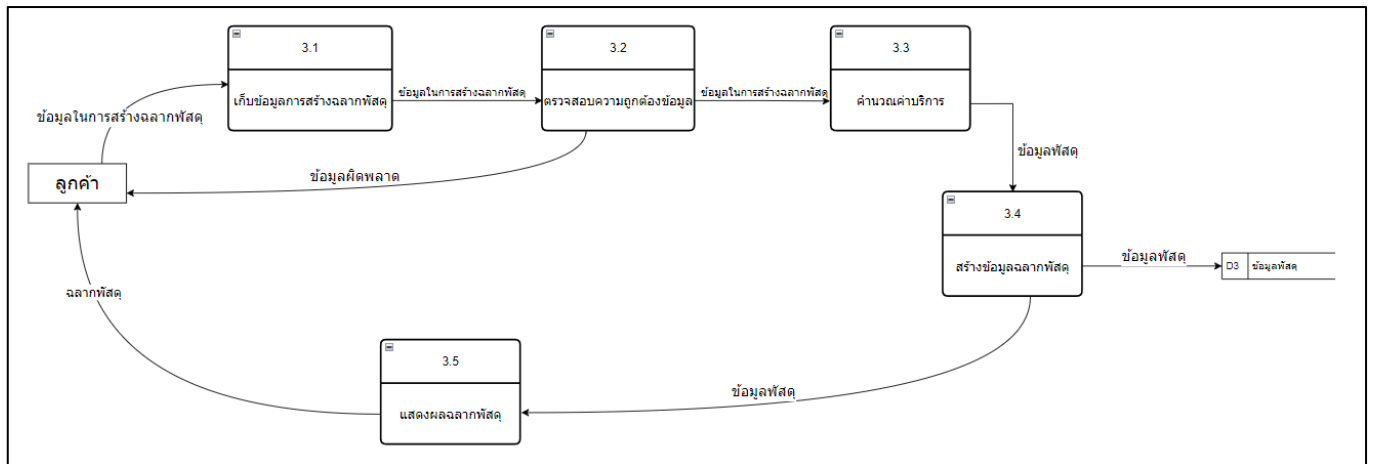 3.1
เก็บข้อมูลการสร้างฉลากพัสดุ
3.2
ตรวจสอบความถูกต้องข้อมูล
3.3
คำนวณค่าบริการ
ข้อมูลในการสร้างฉลากพัสดุ
ข้อมูลในการสร้างฉลากพัสดุ
ข้อมูลในการสร้างฉลากพัสดุ
ข้อมูลพัสดุ
ข้อมูลผิดพลาด
ลูกค้า
3.4
สร้างข้อมูลฉลากพัสดุ
ข้อมูลพัสดุ
D3 ข้อมูลพัสดุ
ฉลากพัสดุ
3.5
แสดงผลฉลากพัสดุ
ข้อมูลพัสดุ